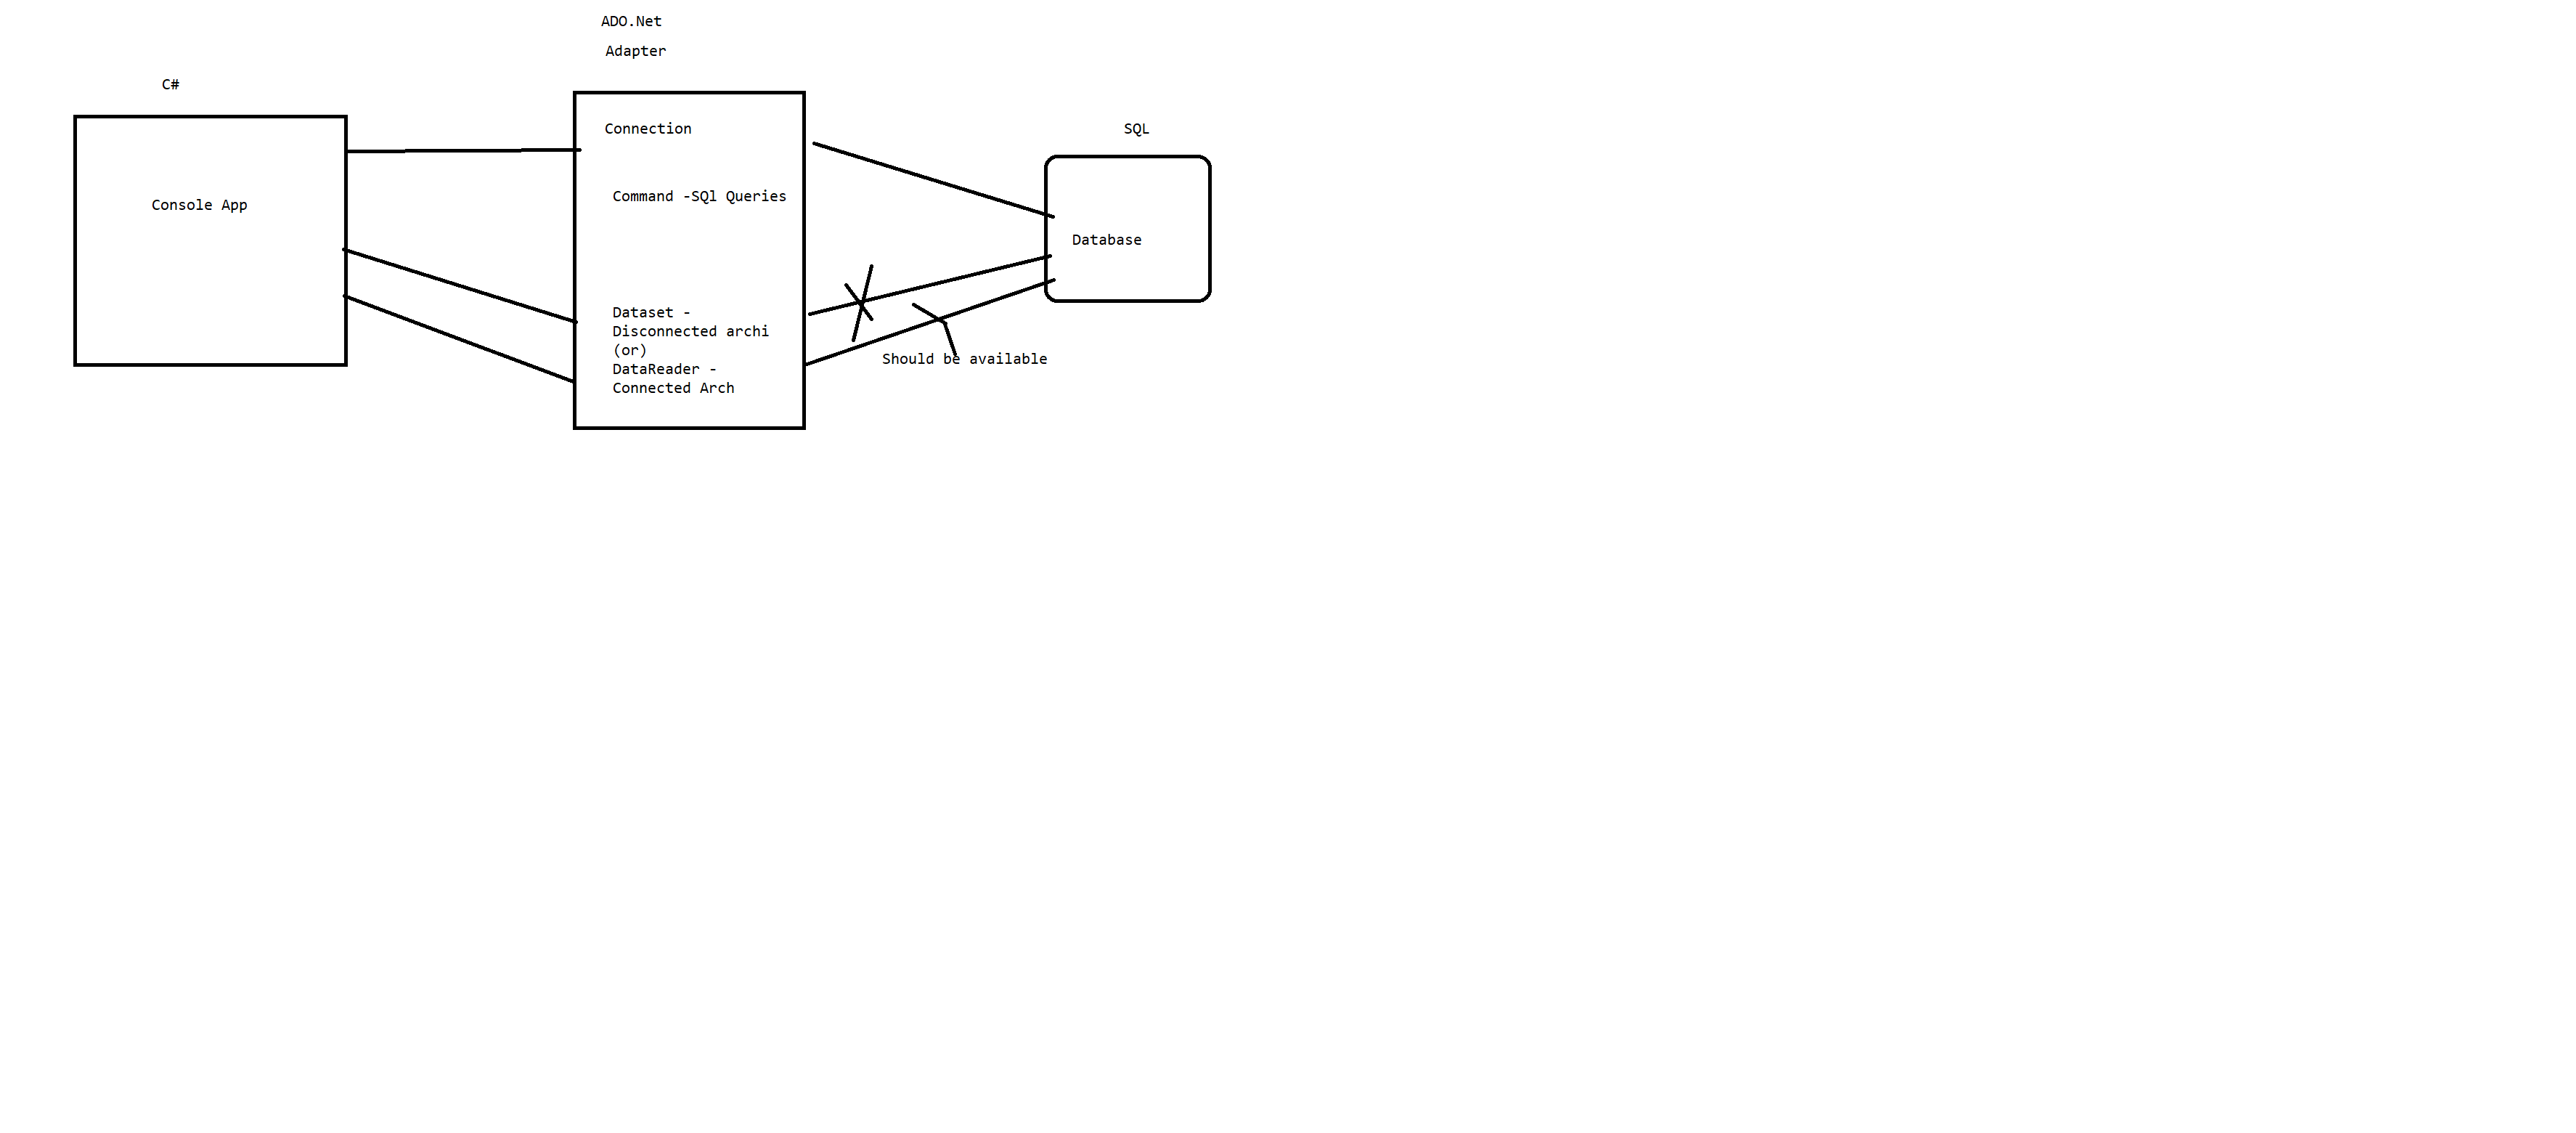 ADO.Net
Adapter
C#
Console App
Connection
Command -SQl Queries
Dataset -
Disconnected archi
(or)
DataReader -
Connected Arch
SQL
Database
Should be available